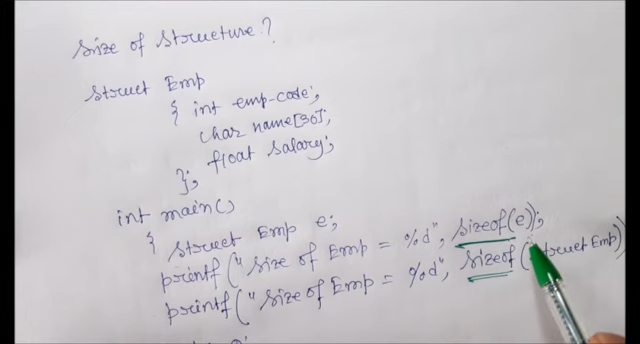 Size of Structure?
Struct Emp
{ int emp-code;
char name[30];
float salary;
};
int main()
{ Struct Emp e;
printf("Size of Emp = %d", sizeof(e));
printf("Size of Emp = %d", sizeof(Struct Emp))